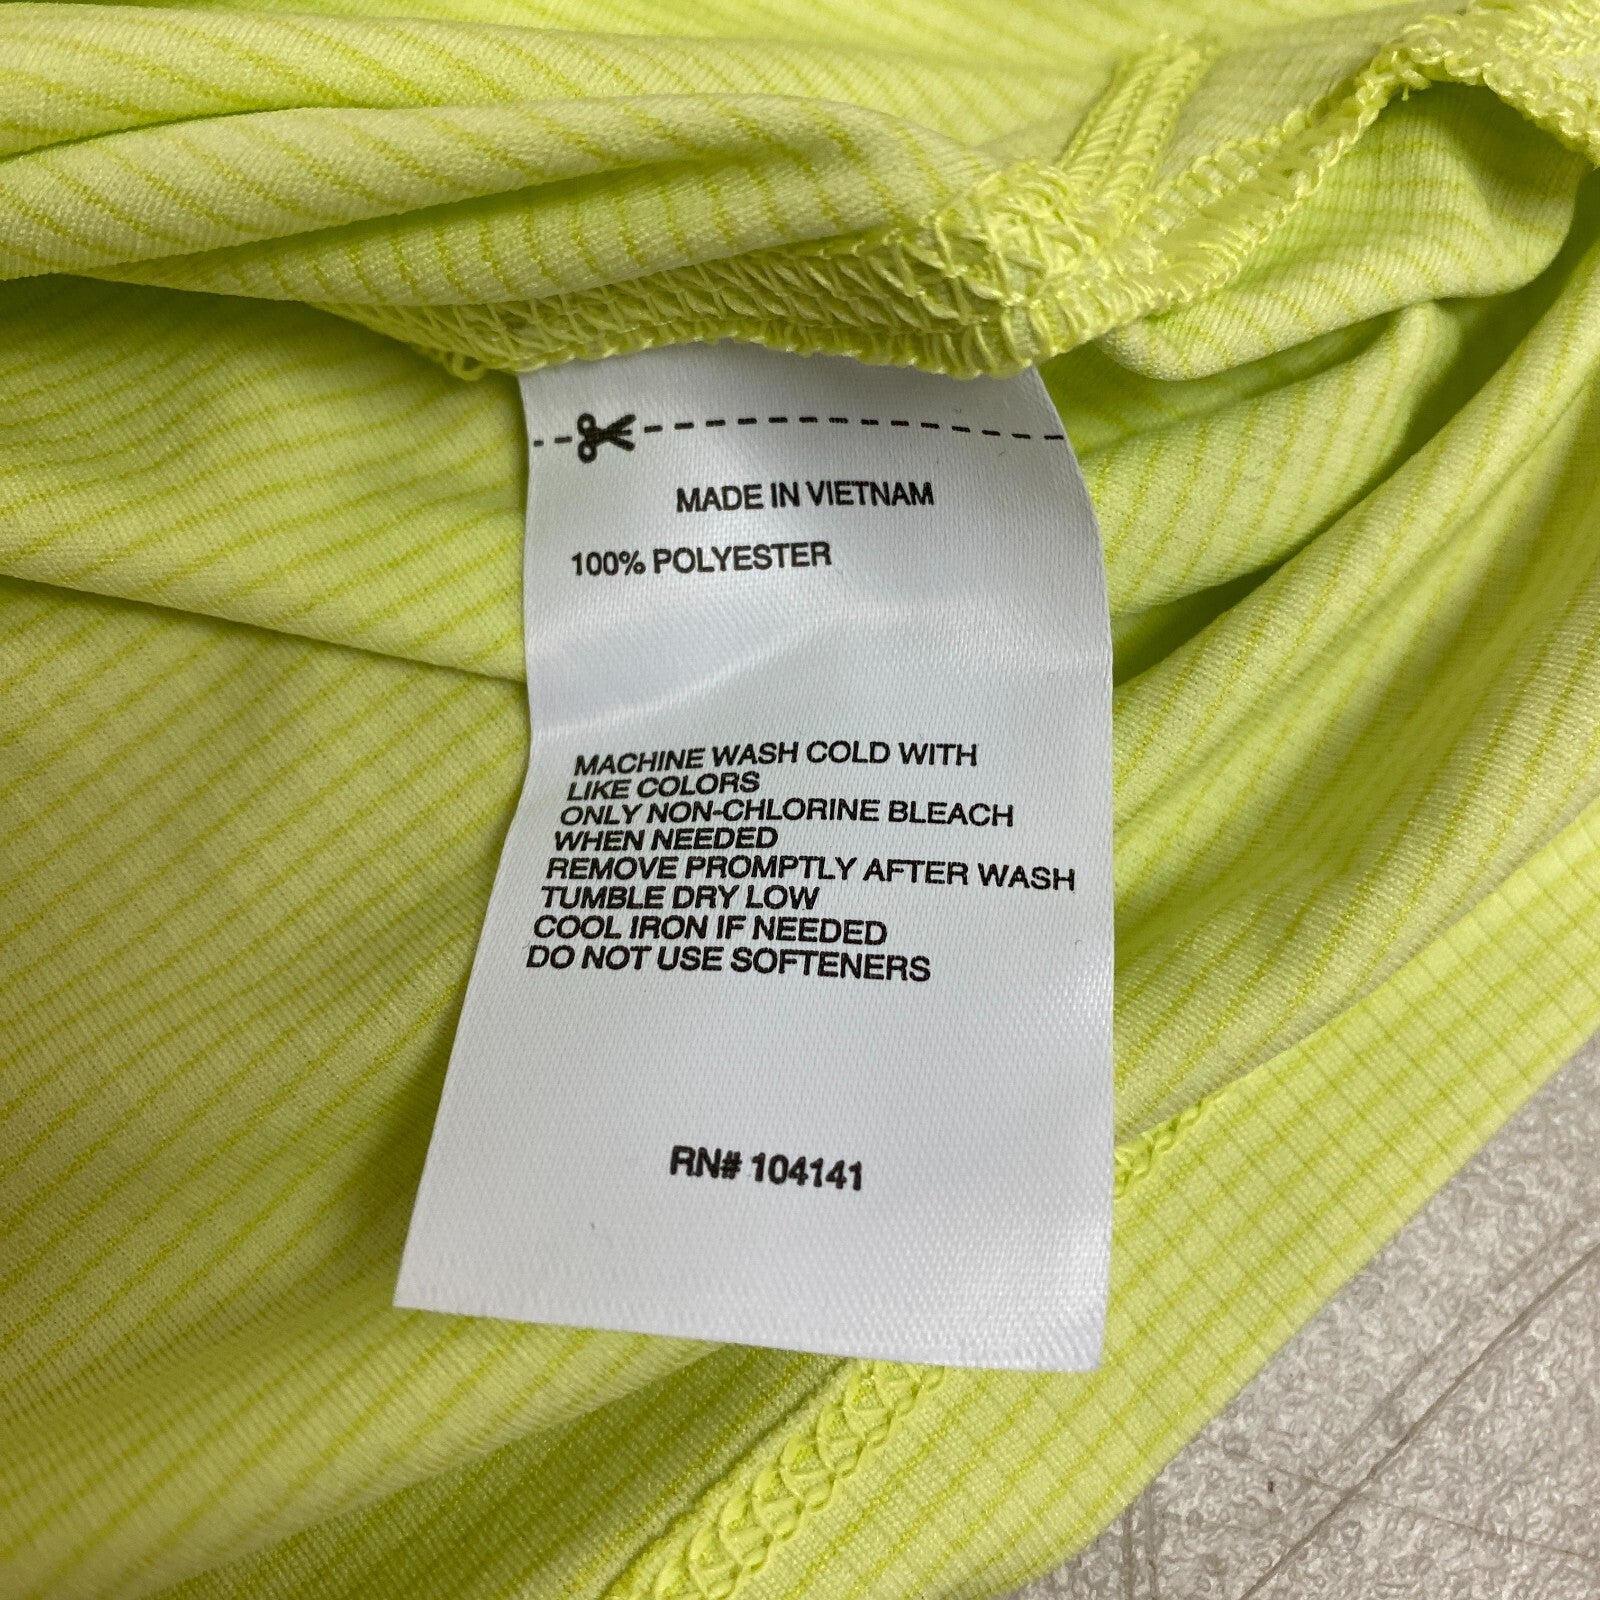 MADE IN VIETNAM
100% POLYESTER
MACHINE WASH COLD WITH
LIKE COLORS
ONLY NON-CHLORINE BLEACH
WHEN NEEDED
REMOVE PROMPTLY AFTER WASH
TUMBLE DRY LOW
COOL IRON IF NEEDED
DO NOT USE SOFTENERS
RN# 104141